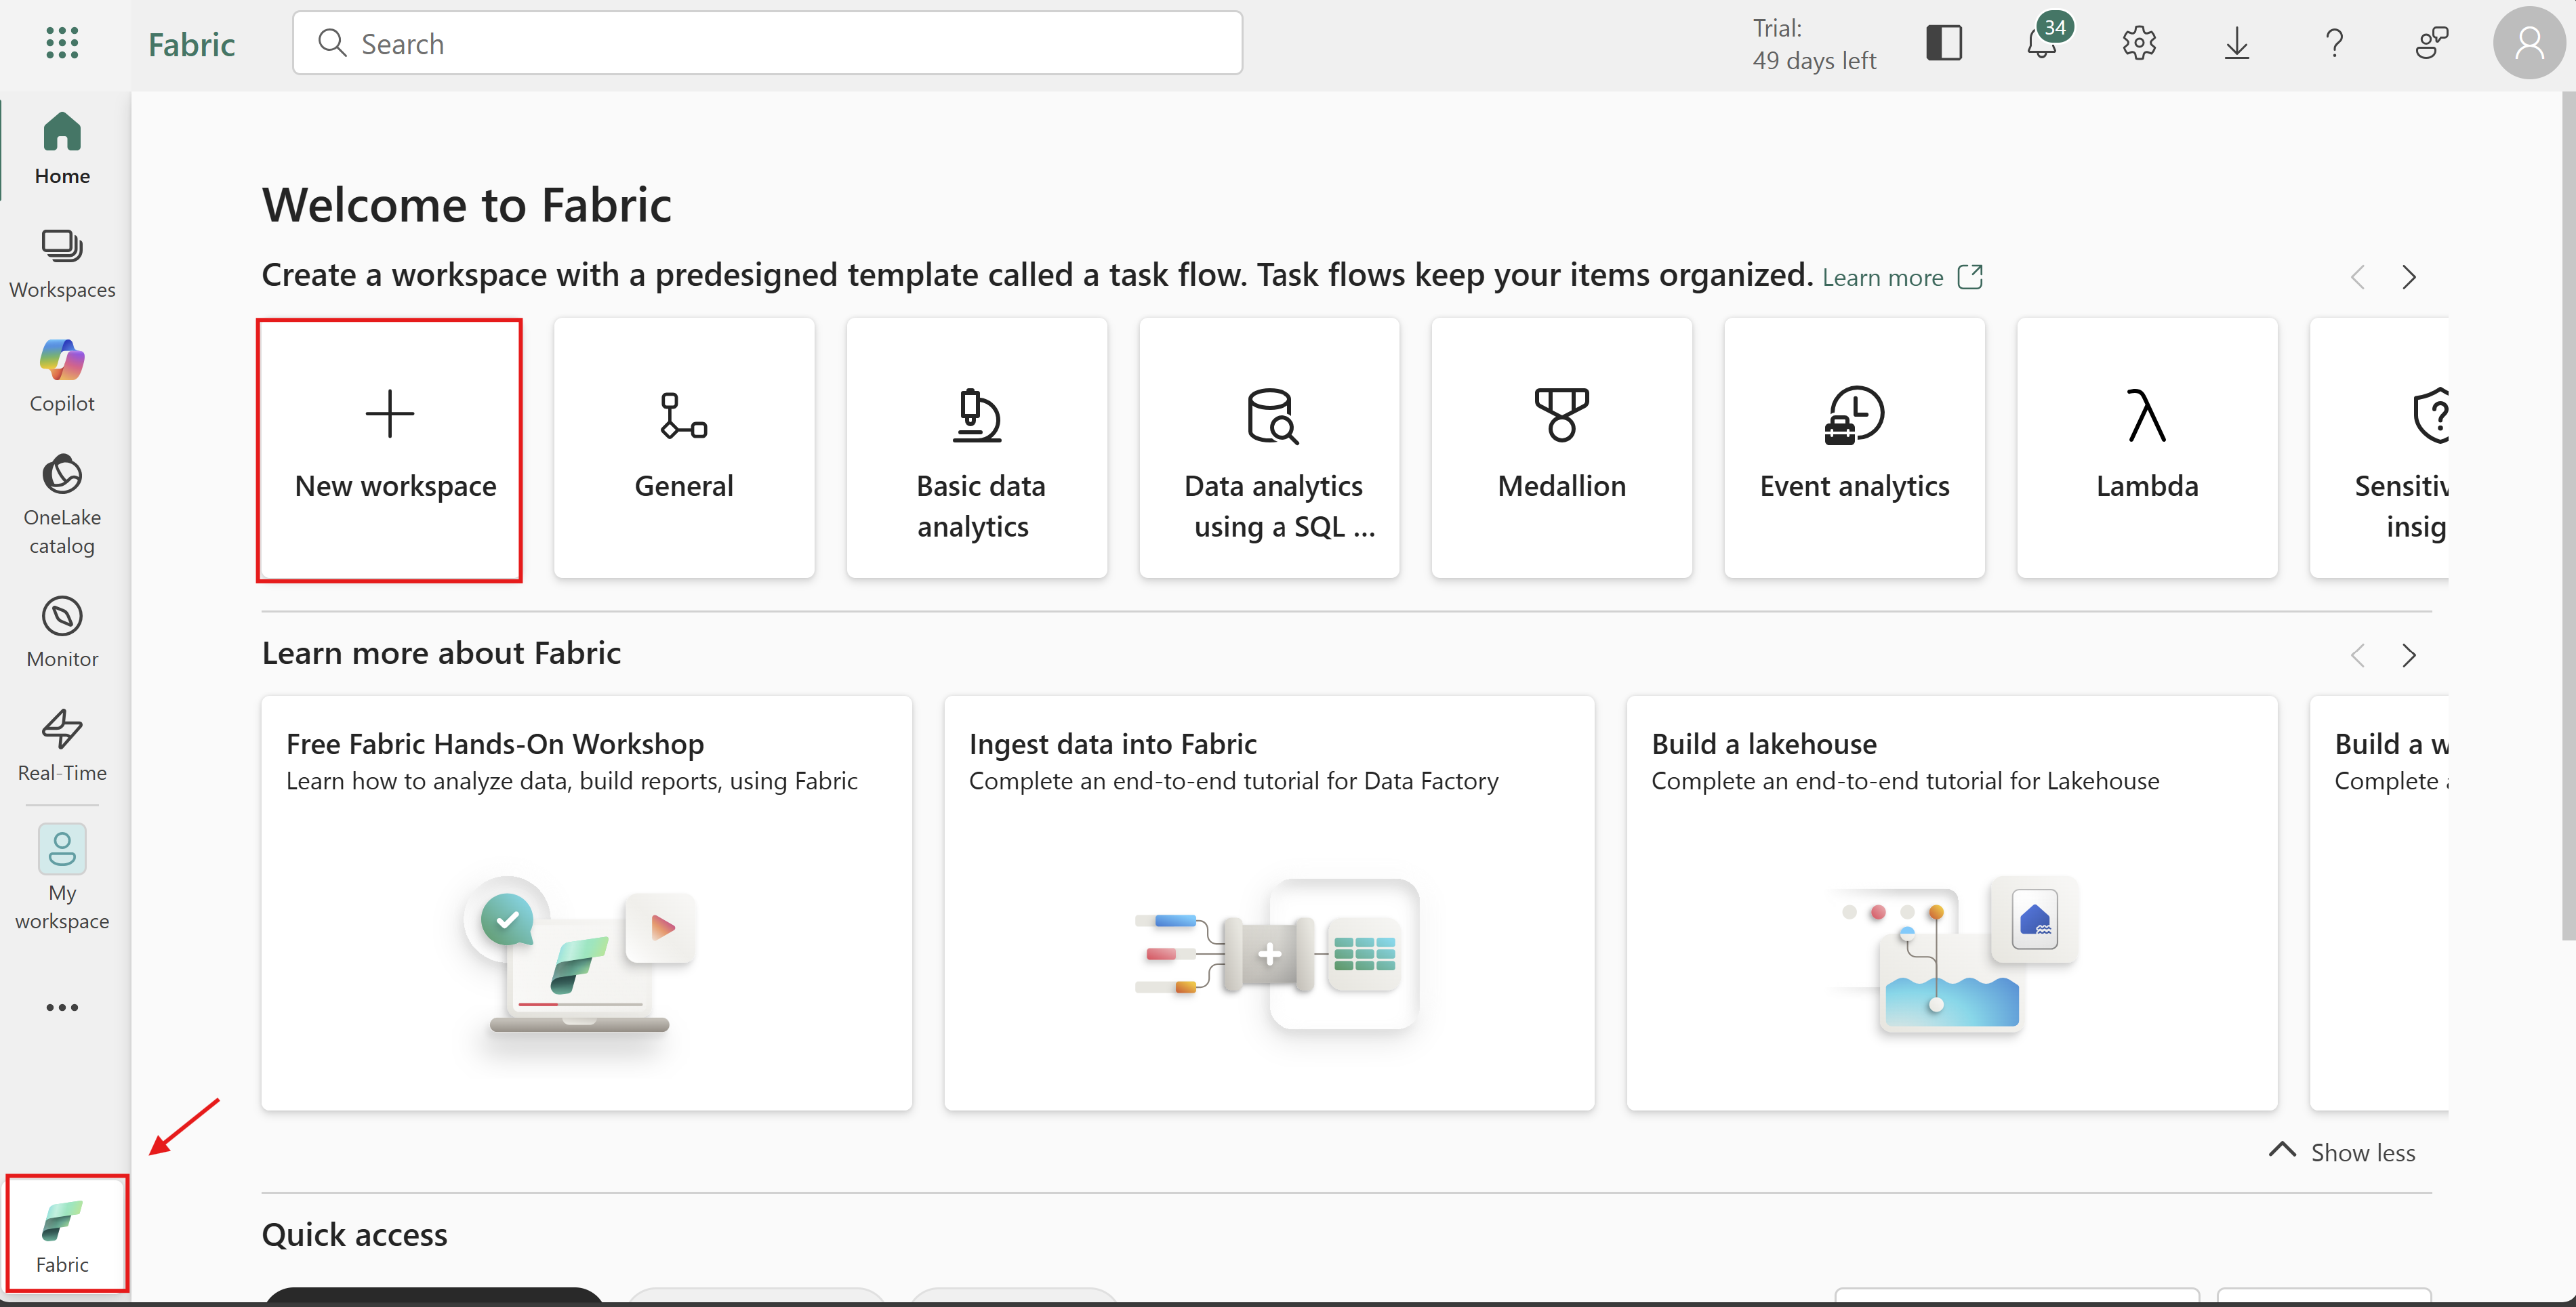 Fabric
Search
Trial:
49 days left
34
Home
Workspaces
Copilot
OneLake
catalog
Monitor
Real-Time
My
workspace
Fabric
Welcome to Fabric
Create a workspace with a predesigned template called a task flow. Task flows keep your items organized. Learn more
New workspace
General
Basic data
analytics
Data analytics
using a SQL ...
Medallion
Event analytics
Lambda
Sensitiv
insig
Learn more about Fabric
Free Fabric Hands-On Workshop
Learn how to analyze data, build reports, using Fabric
Ingest data into Fabric
Complete an end-to-end tutorial for Data Factory
Build a lakehouse
Complete an end-to-end tutorial for Lakehouse
Build a w
Complete a
Show less
Quick access